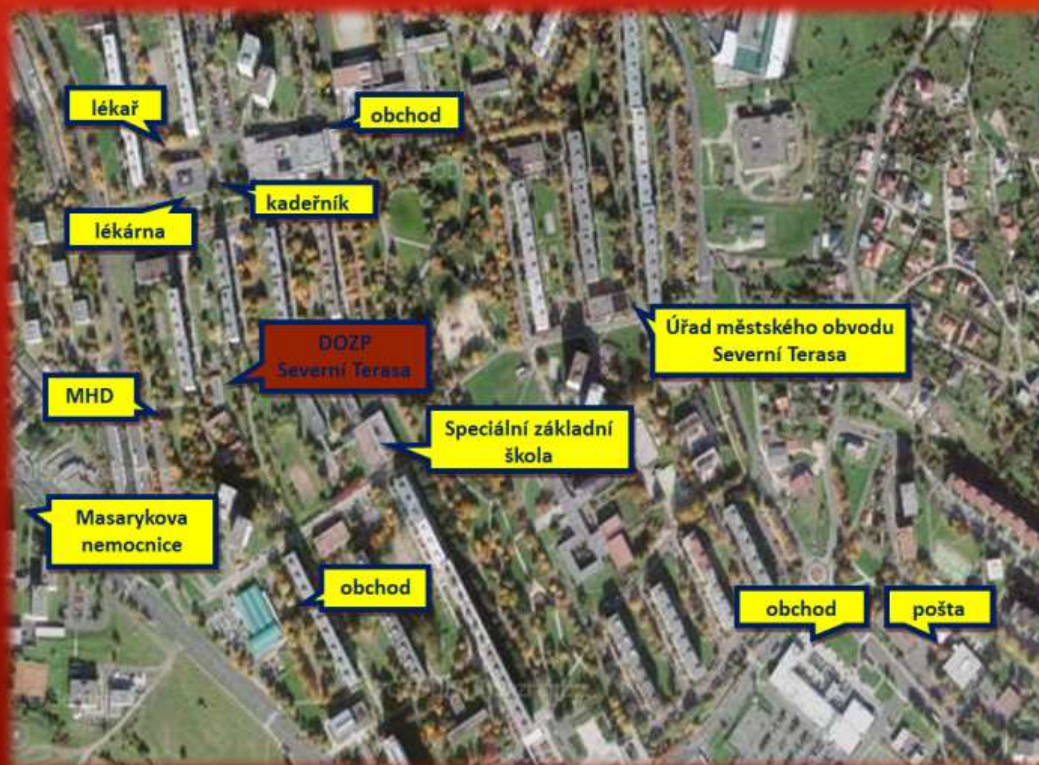 lékař
obchod
kadeřník
lékárna
DOZP
Severní Terasa
Úřad městského obvodu
Severní Terasa
MHD
Speciální základní
škola
Masarykova
nemocnice
obchod
obchod
pošta